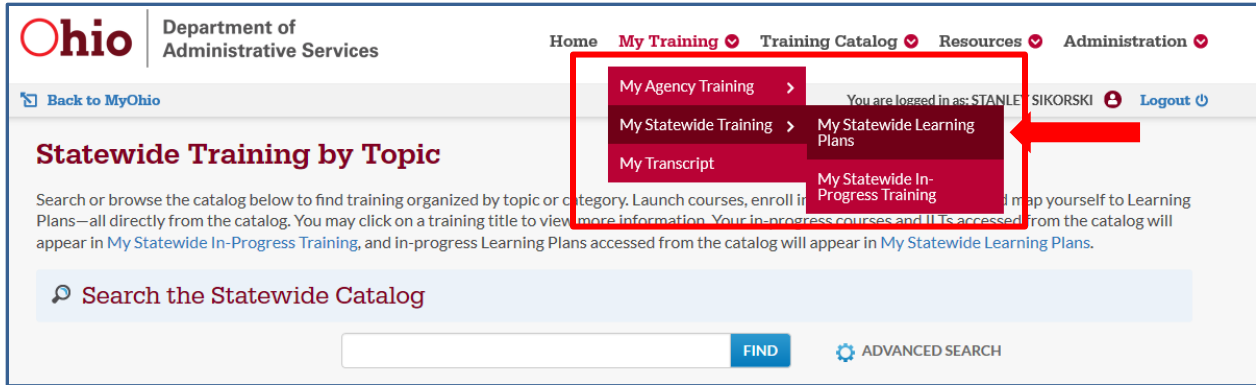 Ohio
Department of
Administrative Services
Home My Training Training Catalog Resources Administration
Back to MyOhio
You are logged in as: STANLEY SIKORSKI Logout
My Agency Training
My Statewide Training
My Transcript
My Statewide Learning
Plans
My Statewide In-
Progress Training
Statewide Training by Topic
Search or browse the catalog below to find training organized by topic or category. Launch courses, enroll in map yourself to Learning
Plans—all directly from the catalog. You may click on a training title to view more information. Your in-progress courses and ILTs accessed from the catalog will
appear in My Statewide In-Progress Training, and in-progress Learning Plans accessed from the catalog will appear in My Statewide Learning Plans.
Search the Statewide Catalog
FIND ADVANCED SEARCH